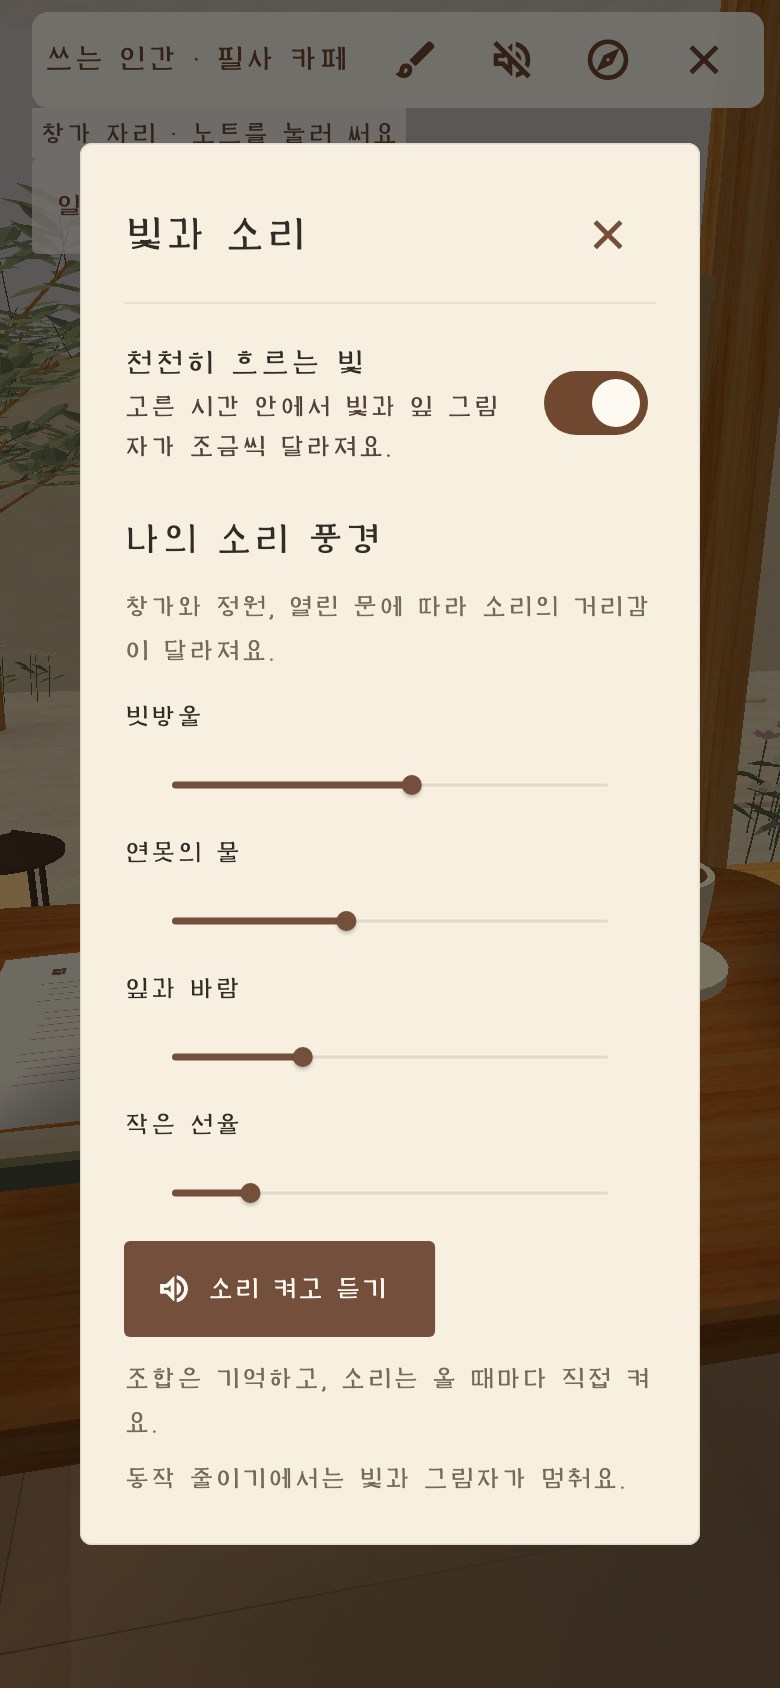 쓰는 인간 · 필사 카페
창가 자리 · 노트를 눌러 써요
일
빛과 소리
천천히 흐르는 빛
고른 시간 안에서 빛과 잎 그림
자가 조금씩 달라져요.
나의 소리 풍경
창가와 정원, 열린 문에 따라 소리의 거리감
이 달라져요.
빗방울
연못의 물
잎과 바람
작은 선율
소리 켜고 듣기
조합은 기억하고, 소리는 올 때마다 직접 켜
요.
동작 줄이기에서는 빛과 그림자가 멈춰요.